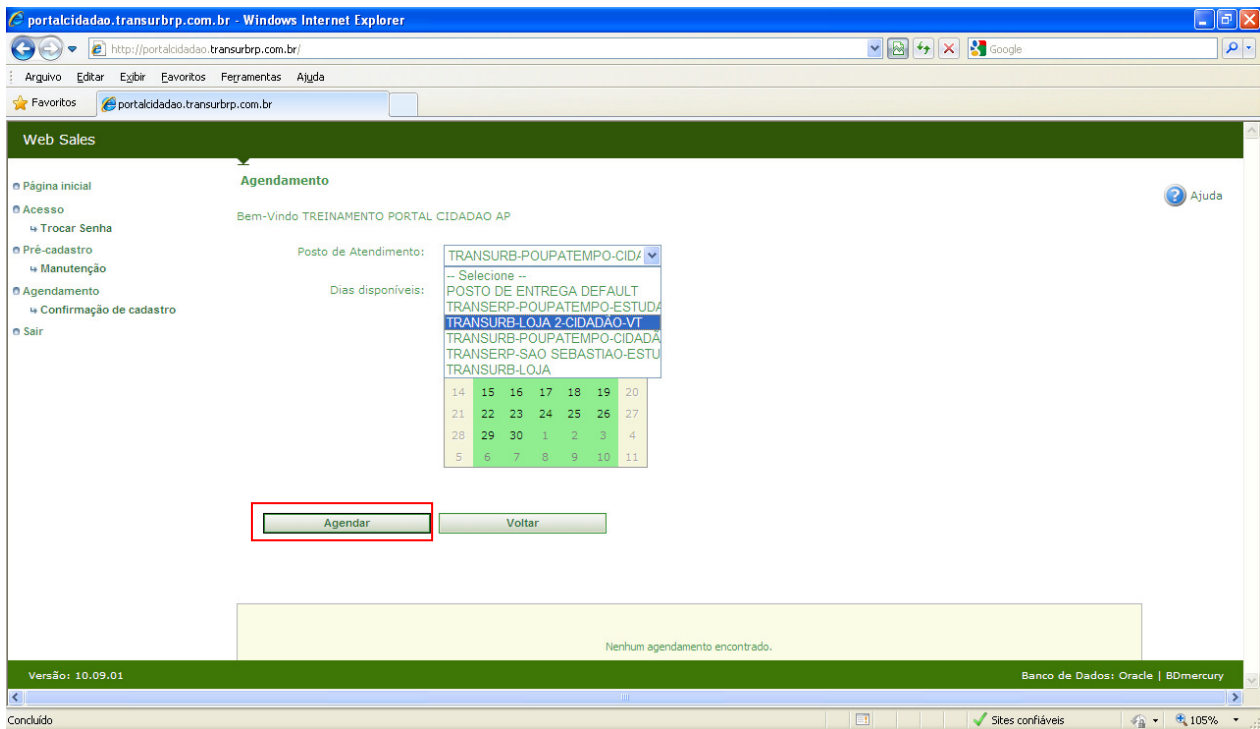 portalcidadao.transurbrp.com.br - Windows Internet Explorer
http://portalcidadao.transurbrp.com.br/
Google
Arquivo Editar Exibir Favoritos Ferramentas Ajuda
Favoritos portalcidadao.transurbrp.com.br
Web Sales
Página inicial
Acesso
Trocar Senha
Pré-cadastro
Manutenção
Agendamento
Confirmação de cadastro
Sair
Agendamento
Ajuda
Bem-Vindo TREINAMENTO PORTAL CIDADAO AP
Posto de Atendimento: TRANSURB-POUPATEMPO-CIDA
-- Selecione --
Dias disponíveis: POSTO DE ENTREGA DEFAULT
TRANSERP-POUPATEMPO-ESTUDA
TRANSURB-LOJA 2-CIDADÃO-VT
TRANSURB-POUPATEMPO-CIDADÃ
TRANSERP-SAO SEBASTIAO-ESTU
TRANSURB-LOJA
14 15 16 17 18 19 20
21 22 23 24 25 26 27
28 29 30 1 2 3 4
5 6 7 8 9 10 11
Agendar Voltar
Nenhum agendamento encontrado.
Versão: 10.09.01 Banco de Dados: Oracle | BDmercury
Concluído Sites confiáveis 105%